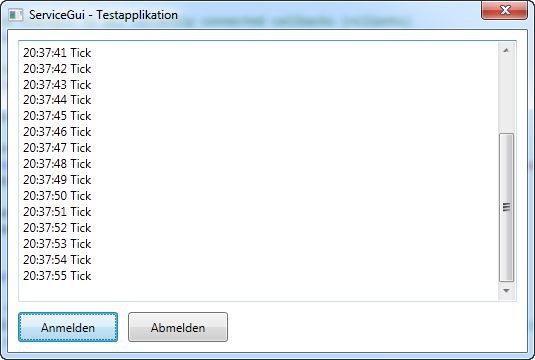 ServiceGui - Testapplikation
20:37:41 Tick
20:37:42 Tick
20:37:43 Tick
20:37:44 Tick
20:37:45 Tick
20:37:46 Tick
20:37:47 Tick
20:37:48 Tick
20:37:49 Tick
20:37:50 Tick
20:37:51 Tick
20:37:52 Tick
20:37:53 Tick
20:37:54 Tick
20:37:55 Tick
Anmelden Abmelden